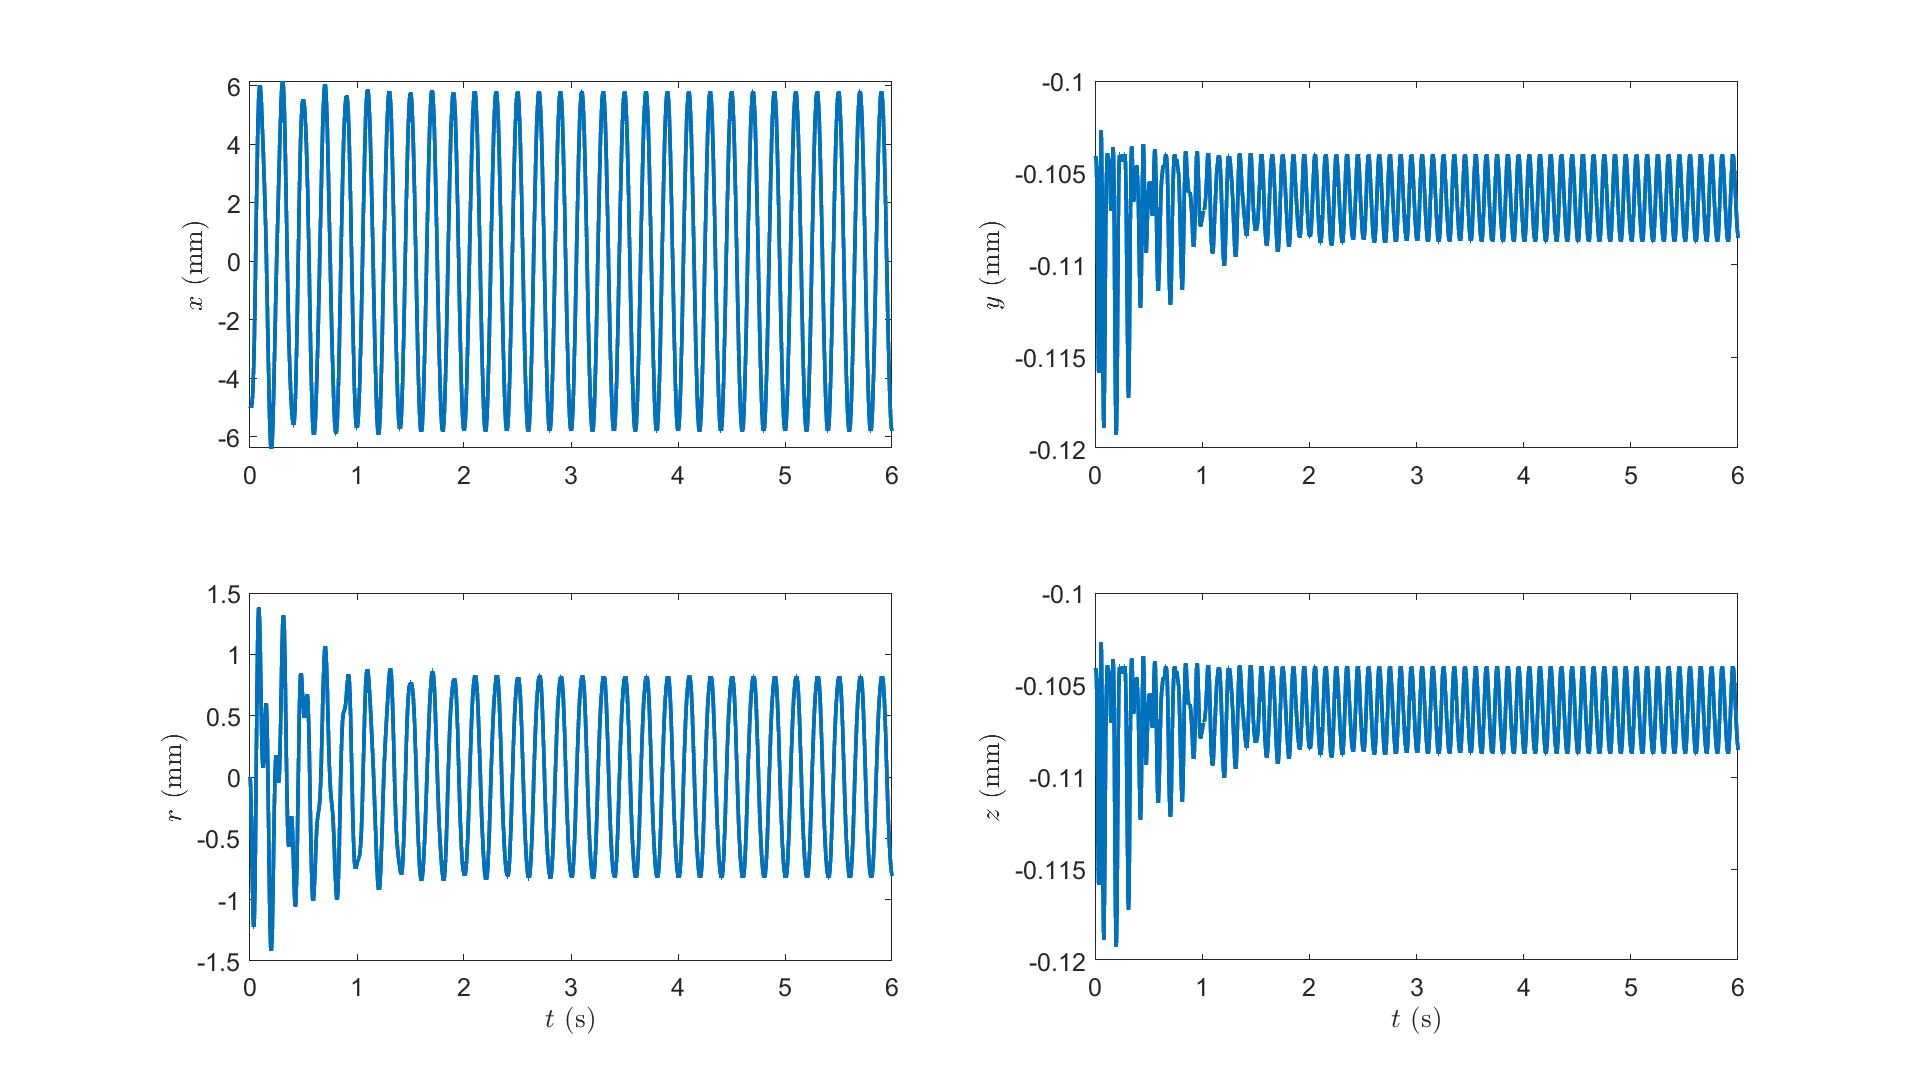 6
4
2
0
-2
-4
-6
0 1 2 3 4 5 6
x (mm)
-0.1
-0.105
-0.11
-0.115
-0.12
0 1 2 3 4 5 6
y (mm)
1.5
1
0.5
0
-0.5
-1
-1.5
0 1 2 3 4 5 6
r (mm)
t (s)
-0.1
-0.105
-0.11
-0.115
-0.12
0 1 2 3 4 5 6
z (mm)
t (s)